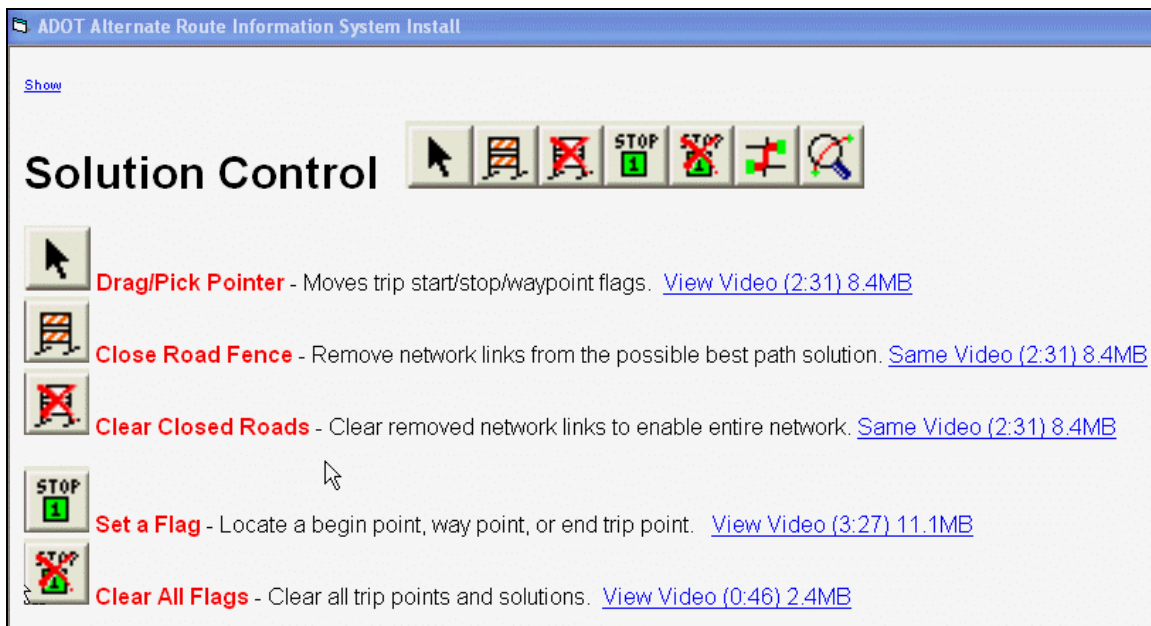 ADOT Alternate Route Information System Install
Show
Solution Control STOP 1 STOP 1
Drag/Pick Pointer - Moves trip start/stop/waypoint flags. View Video (2:31) 8.4MB
Close Road Fence - Remove network links from the possible best path solution. Same Video (2:31) 8.4MB
Clear Closed Roads - Clear removed network links to enable entire network. Same Video (2:31) 8.4MB
STOP
1
Set a Flag - Locate a begin point, way point, or end trip point. View Video (3:27) 11.1MB
STOP
1
Clear All Flags - Clear all trip points and solutions. View Video (0:46) 2.4MB